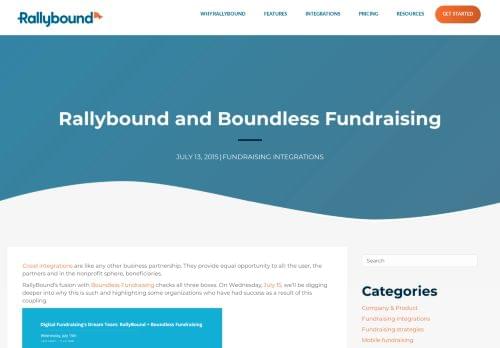 Rallybound
WHY RALLYBOUND FEATURES INTEGRATIONS PRICING RESOURCES GET STARTED
Rallybound and Boundless Fundraising
JULY 13, 2015 | FUNDRAISING INTEGRATIONS
Great integrations are like any other business partnership. They provide equal opportunity to all: the user, the
partners and in the nonprofit sphere, beneficiaries.
RallyBound's fusion with Boundless Fundraising checks all three boxes. On Wednesday, July 15, we'll be digging
deeper into why this is such and highlighting some organizations who have had success as a result of this
coupling.
Digital Fundraising's Dream Team: RallyBound + Boundless Fundraising
Wednesday, July 15th
Search
Categories
Company & Product
Fundraising integrations
Fundraising strategies
Mobile fundraising